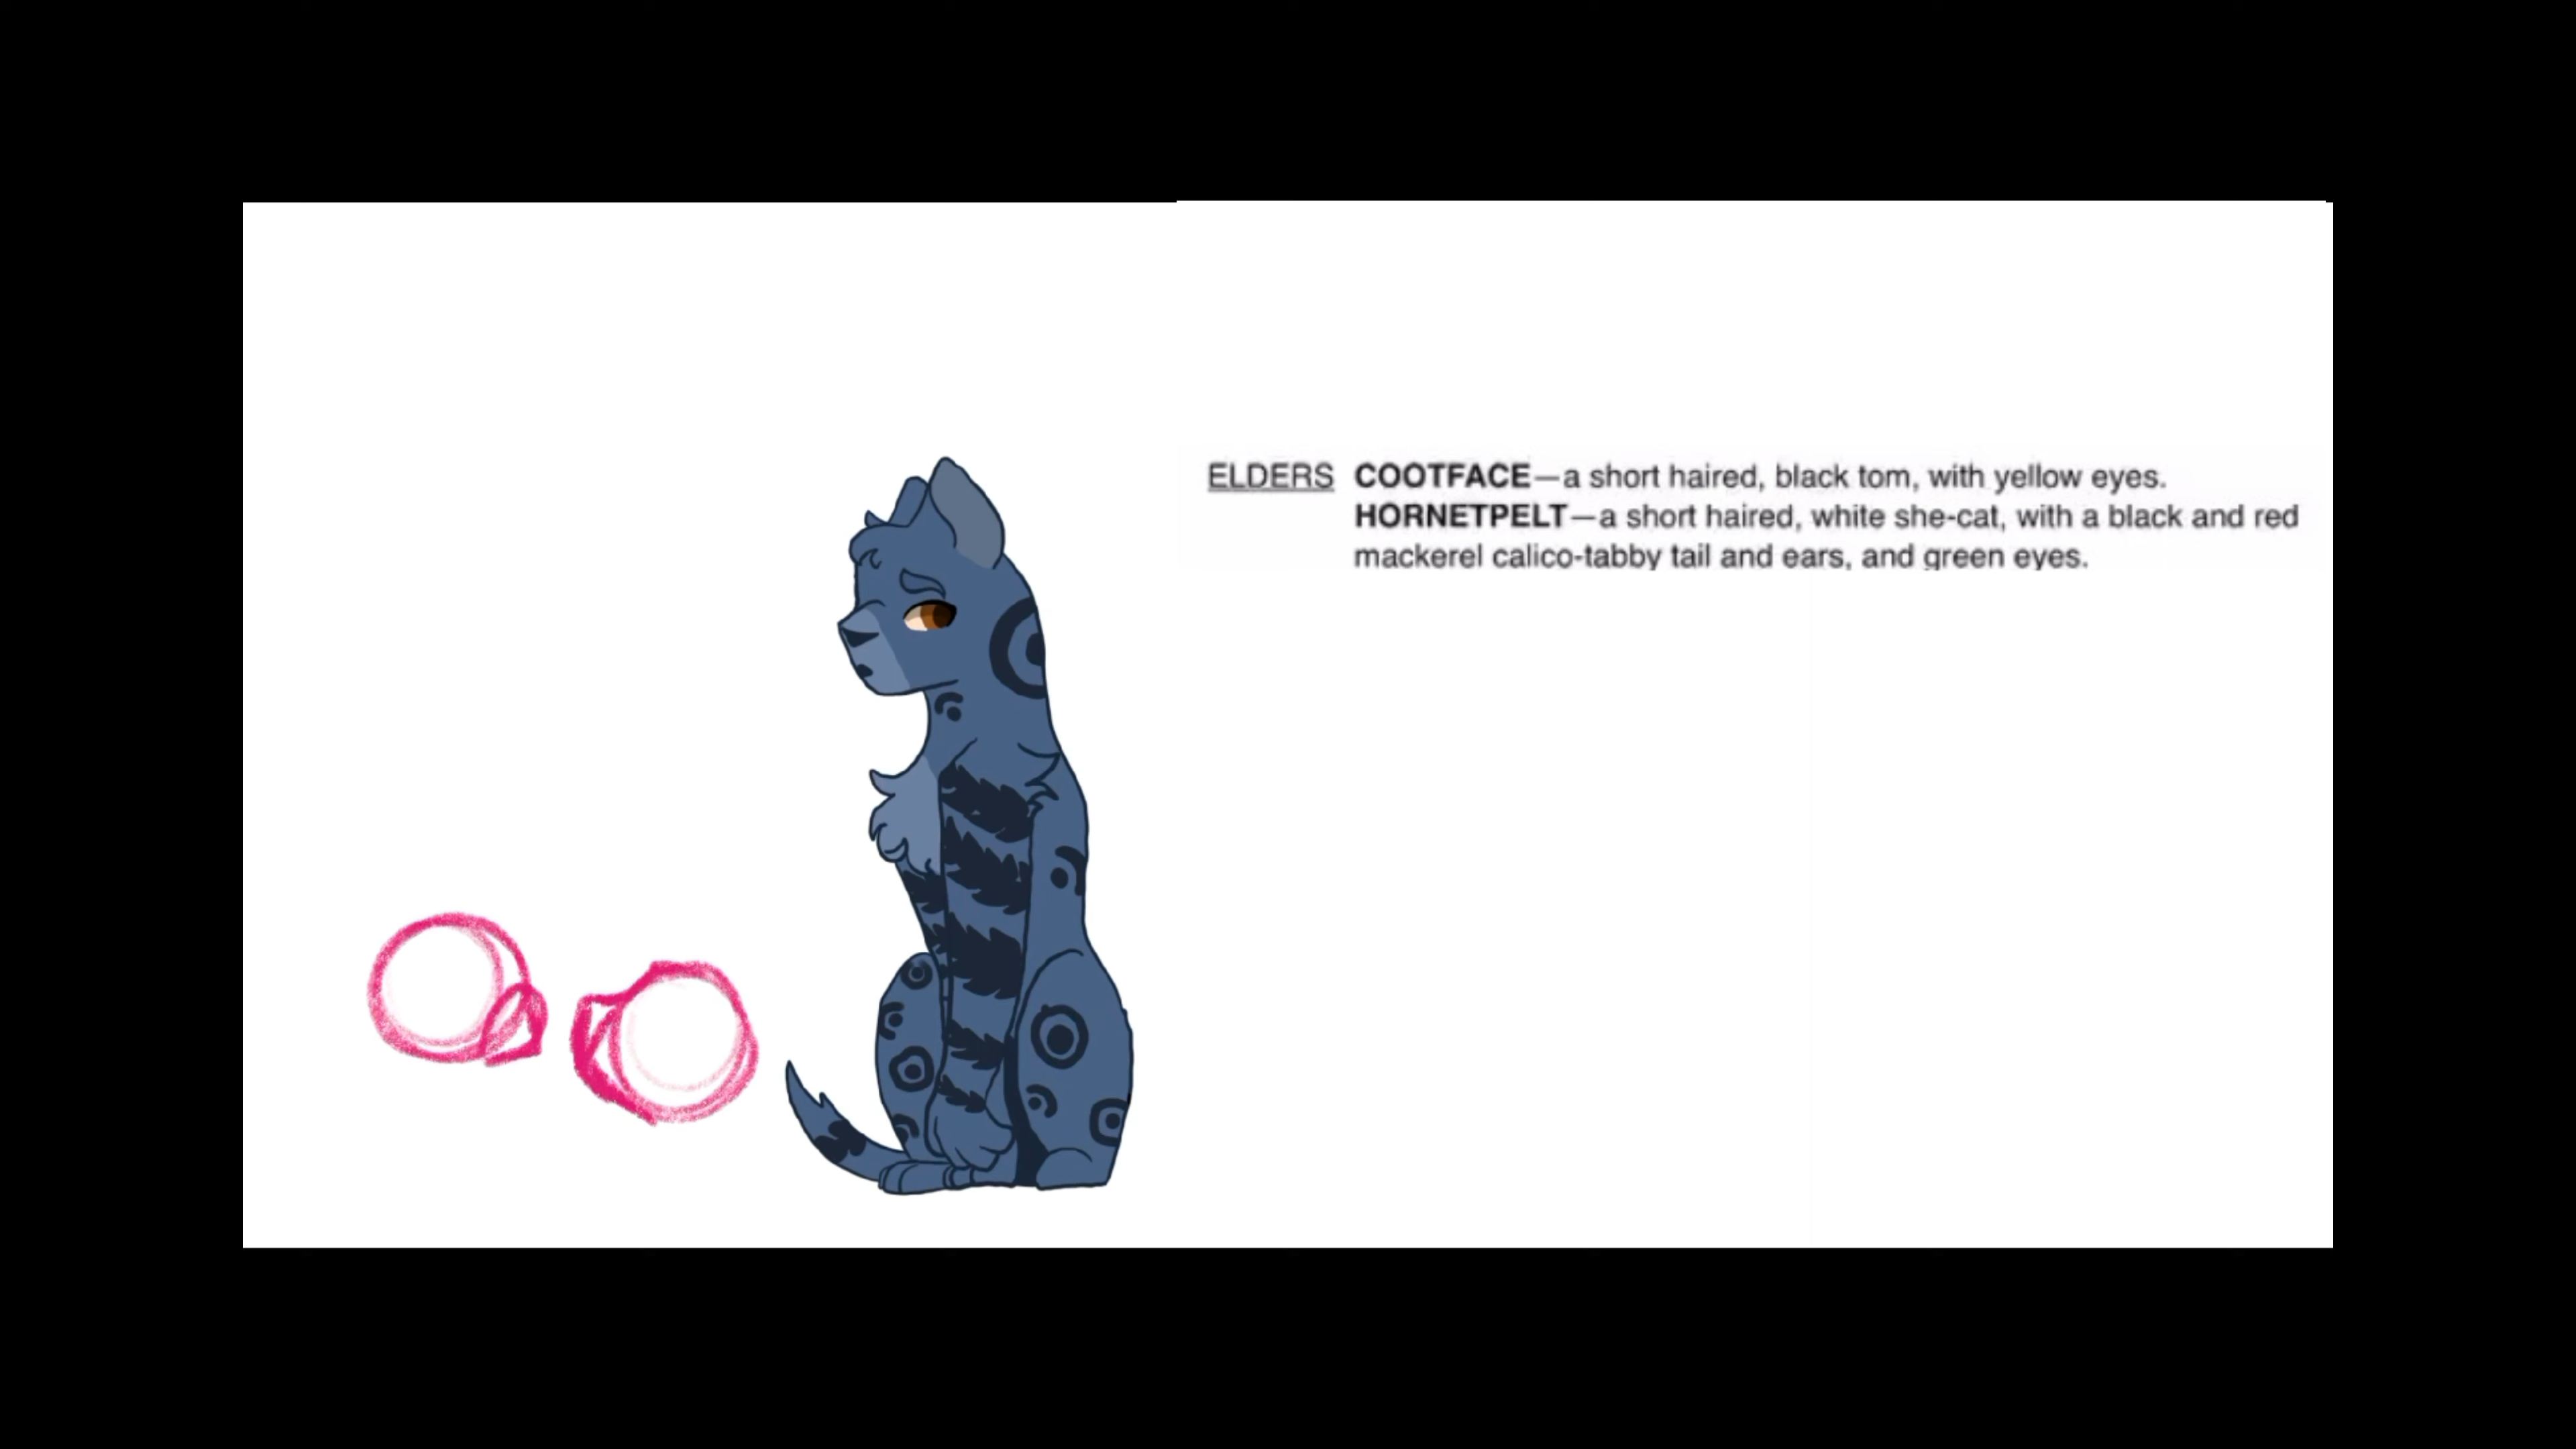 ELDERS COOTFACE—a short haired, black tom, with yellow eyes.
HORNETPELT—a short haired, white she-cat, with a black and red
mackerel calico-tabby tail and ears, and green eyes.